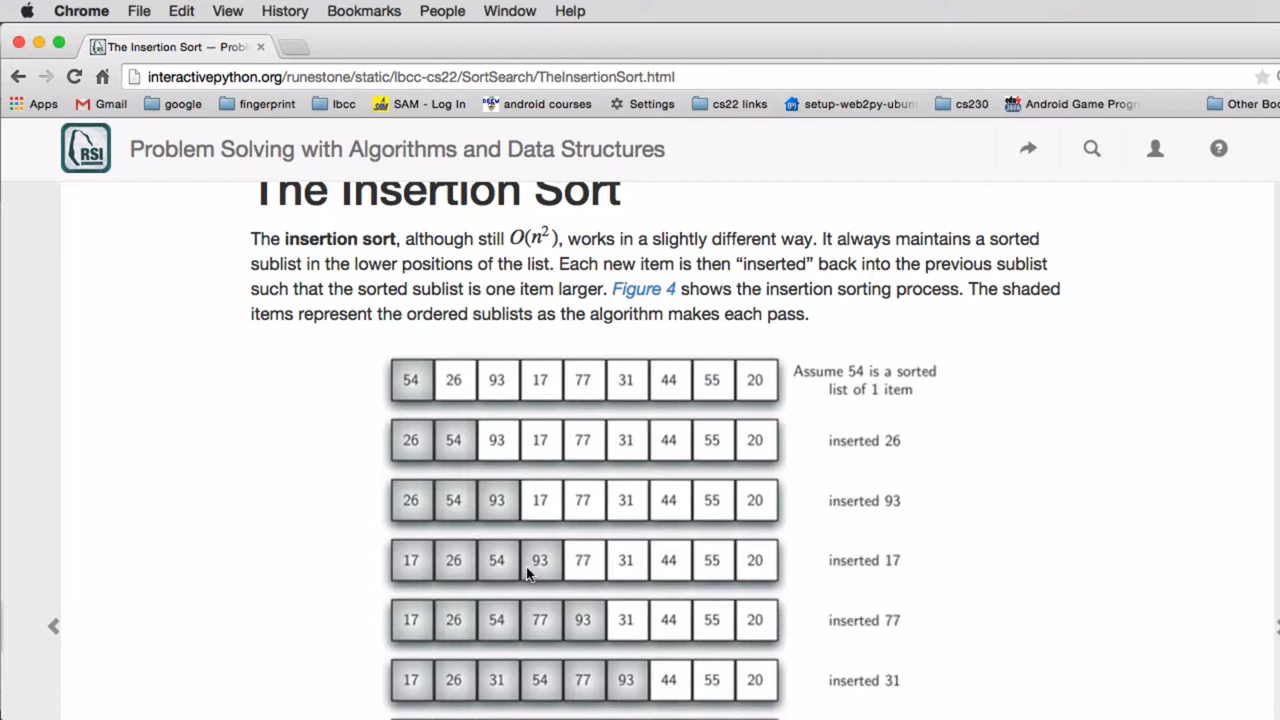 Chrome File Edit View History Bookmarks People Window Help
The Insertion Sort — Probl
interactivepython.org/runestone/static/lbcc-cs22/SortSearch/TheInsertionSort.html
Apps Gmail google fingerprint lbcc SAM - Log In android courses Settings cs22 links setup-web2py-ubun cs230 Android Game Progr Other Boo
RSI Problem Solving with Algorithms and Data Structures
The Insertion Sort
The insertion sort, although still O(n²), works in a slightly different way. It always maintains a sorted
sublist in the lower positions of the list. Each new item is then “inserted” back into the previous sublist
such that the sorted sublist is one item larger. Figure 4 shows the insertion sorting process. The shaded
items represent the ordered sublists as the algorithm makes each pass.
54 26 93 17 77 31 44 55 20 Assume 54 is a sorted
list of 1 item
26 54 93 17 77 31 44 55 20 inserted 26
26 54 93 17 77 31 44 55 20 inserted 93
17 26 54 93 77 31 44 55 20 inserted 17
17 26 54 77 93 31 44 55 20 inserted 77
17 26 31 54 77 93 44 55 20 inserted 31